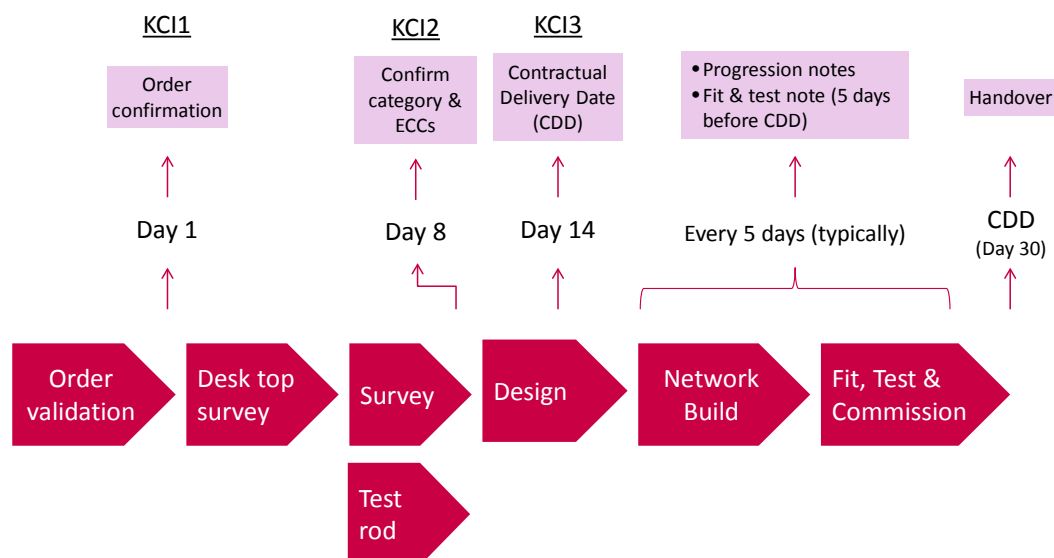 KCI1
KCI2
KCI3
Order
confirmation
Confirm
category &
ECCs
Contractual
Delivery Date
(CDD)
• Progression notes
• Fit & test note (5 days
before CDD)
Handover
Day 1
Day 8
Day 14
Every 5 days (typically)
CDD
(Day 30)
Order
validation
Desk top
survey
Survey
Design
Network
Build
Fit, Test &
Commission
Test
rod